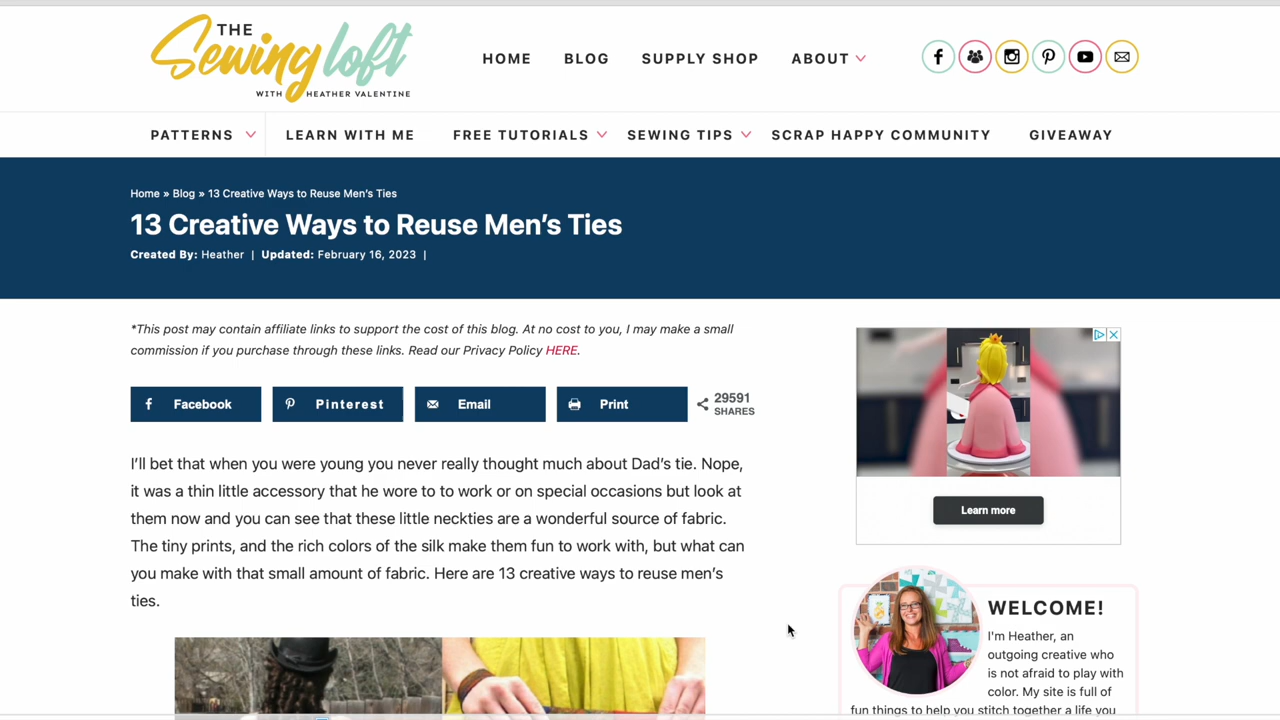 THE
Sewing loft
WITH HEATHER VALENTINE
HOME BLOG SUPPLY SHOP ABOUT
PATTERNS LEARN WITH ME FREE TUTORIALS SEWING TIPS SCRAP HAPPY COMMUNITY GIVEAWAY
Home » Blog » 13 Creative Ways to Reuse Men's Ties
13 Creative Ways to Reuse Men's Ties
Created By: Heather | Updated: February 16, 2023 |
*This post may contain affiliate links to support the cost of this blog. At no cost to you, I may make a small
commission if you purchase through these links. Read our Privacy Policy HERE.
Facebook Pinterest Email Print 29591
SHARES
I'll bet that when you were young you never really thought much about Dad's tie. Nope,
it was a thin little accessory that he wore to to work or on special occasions but look at
them now and you can see that these little neckties are a wonderful source of fabric.
The tiny prints, and the rich colors of the silk make them fun to work with, but what can
you make with that small amount of fabric. Here are 13 creative ways to reuse men's
ties.
Learn more
WELCOME!
I'm Heather, an
outgoing creative who
is not afraid to play with
color. My site is full of
fun things to help you stitch together a life you